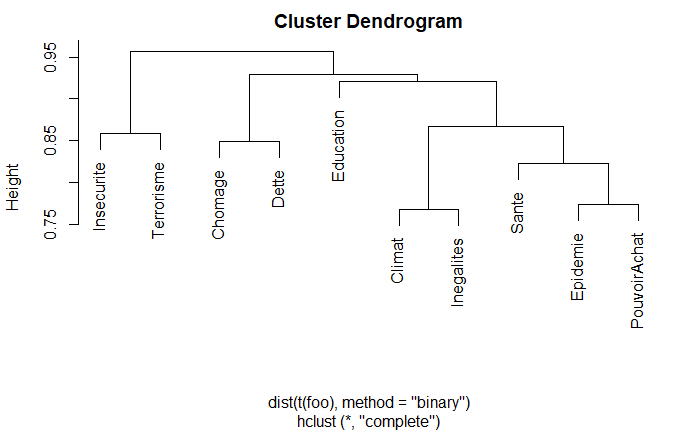 Cluster Dendrogram
Height
0.95
0.85
0.75
Insecurite
Terrorisme
Chomage
Dette
Education
Climat
Inegalites
Sante
Epidemie
PouvoirAchat
dist(t(foo), method = "binary")
hclust (*, "complete")